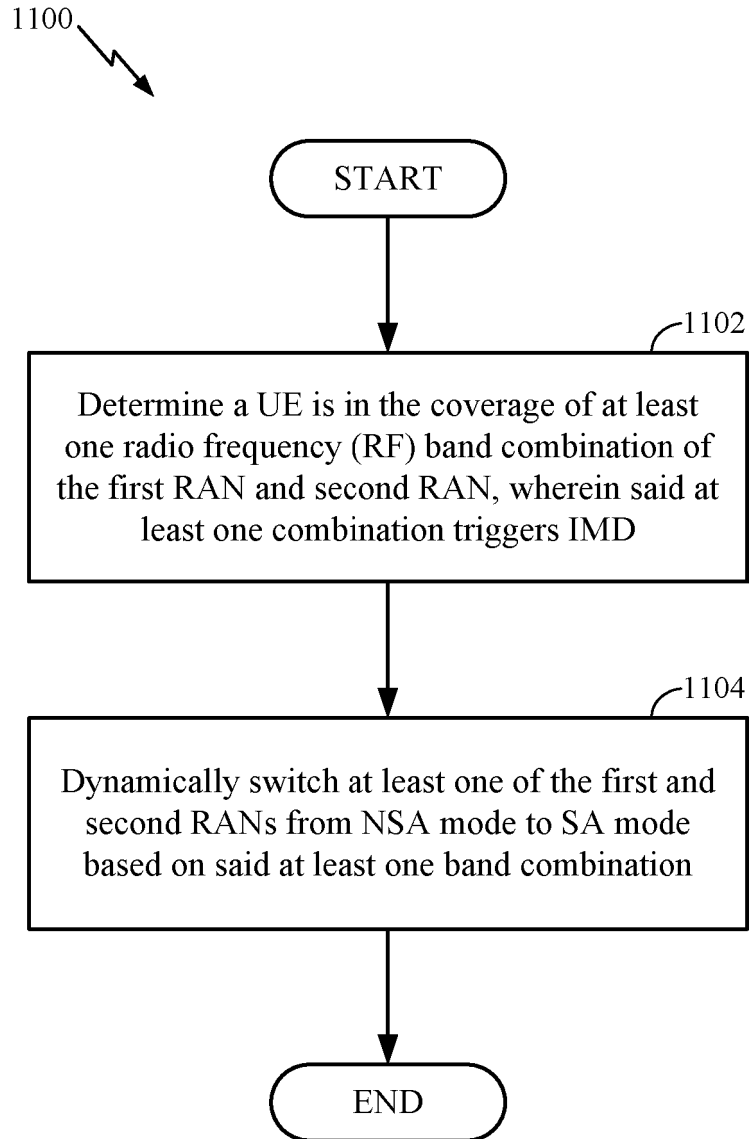 1100
START
1102
Determine a UE is in the coverage of at least
one radio frequency (RF) band combination of
the first RAN and second RAN, wherein said at
least one combination triggers IMD
1104
Dynamically switch at least one of the first and
second RANs from NSA mode to SA mode
based on said at least one band combination
END